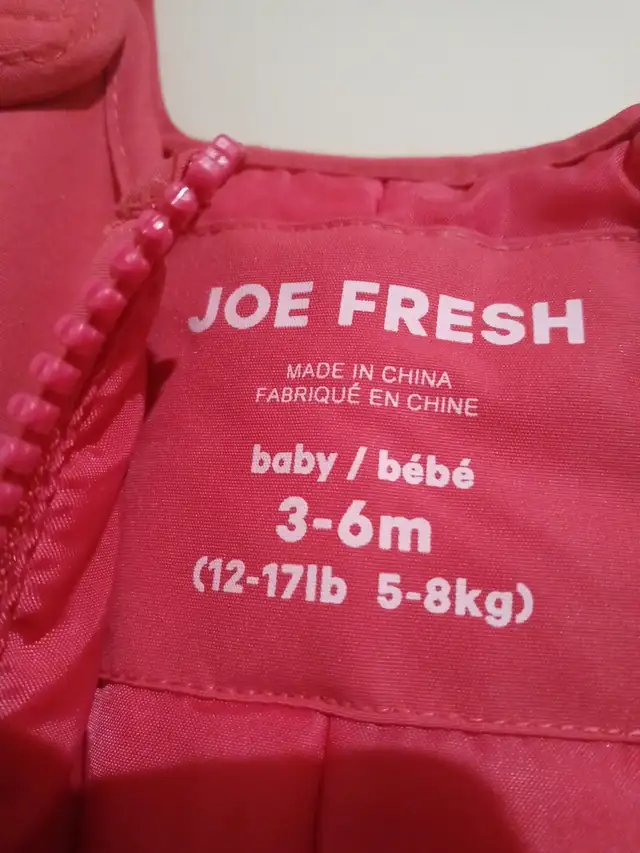 JOE FRESH
MADE IN CHINA
FABRIQUÉ EN CHINE
baby / bébé
3-6m
(12-17lb 5-8kg)